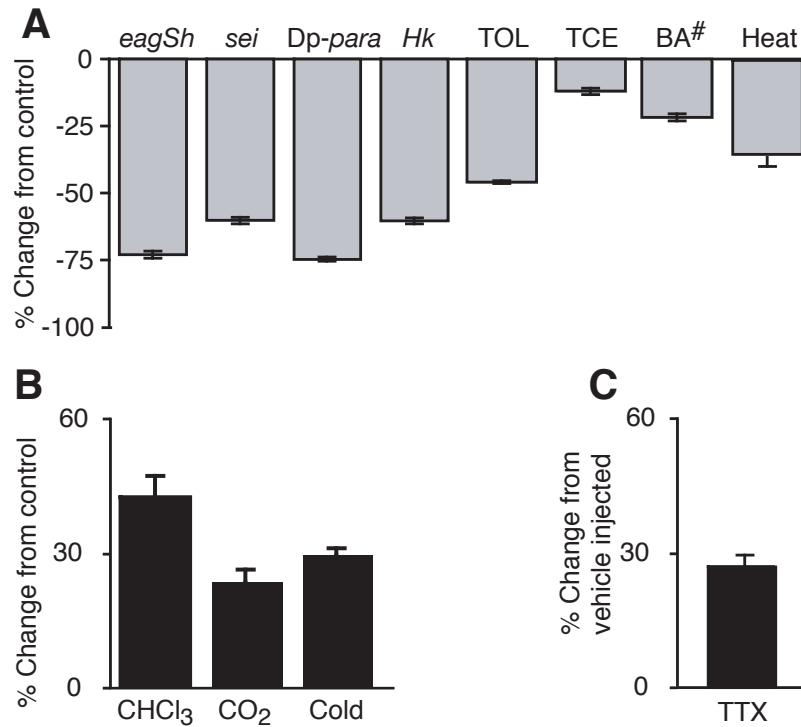 A
eagSh sei Dp-para Hk TOL TCE BA# Heat
0
-25
-50
-75
-100
% Change from control
B
60
30
0
% Change from control
CHCl3 CO2 Cold
C
60
30
0
% Change from
vehicle injected
TTX